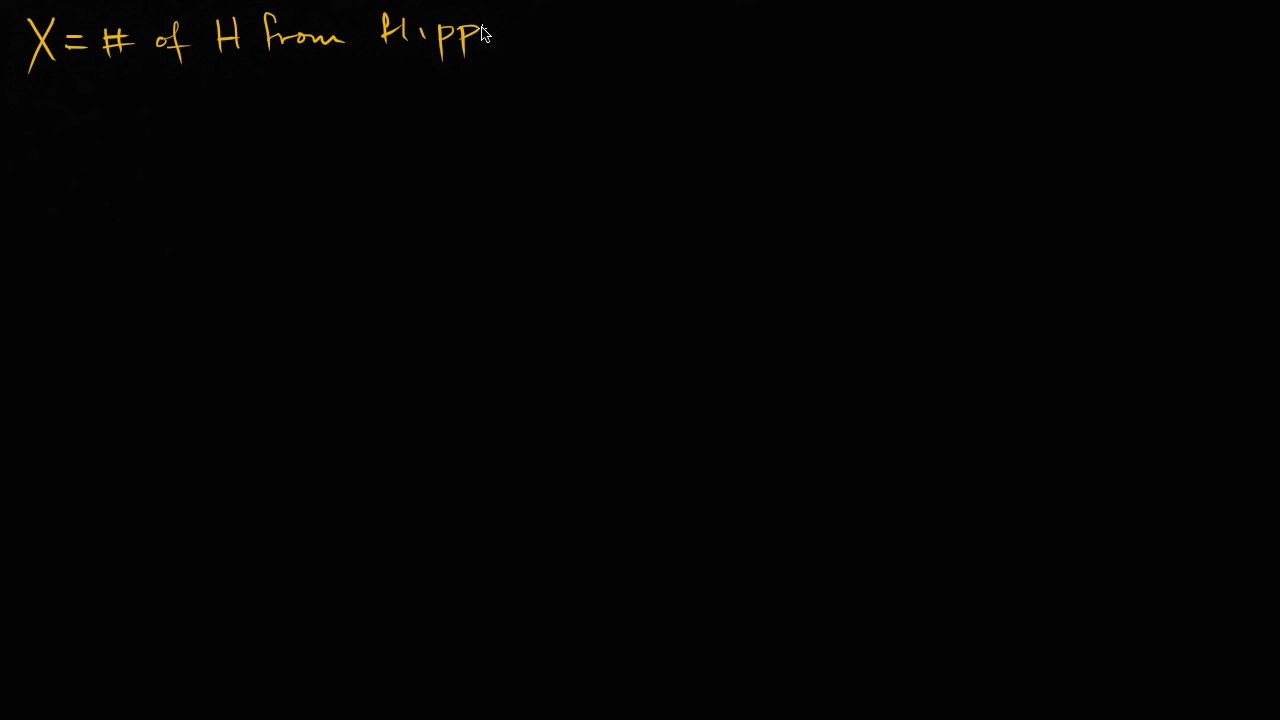 X = # of H from flipp